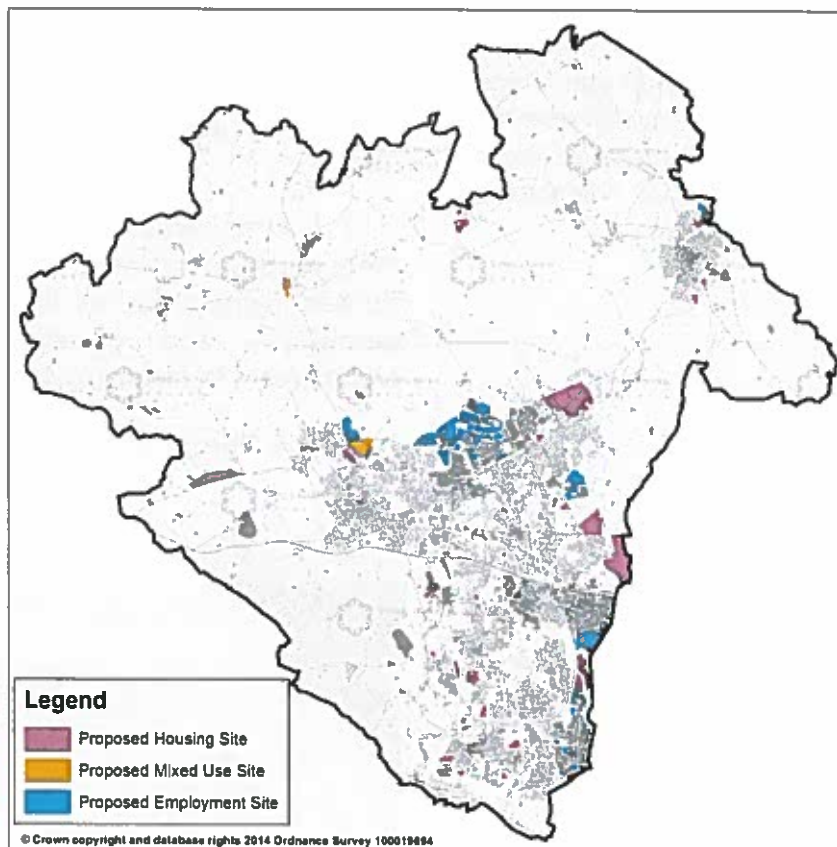 Legend
Proposed Housing Site
Proposed Mixed Use Site
Proposed Employment Site
© Crown copyright and database rights 2014 Ordnance Survey 100019694